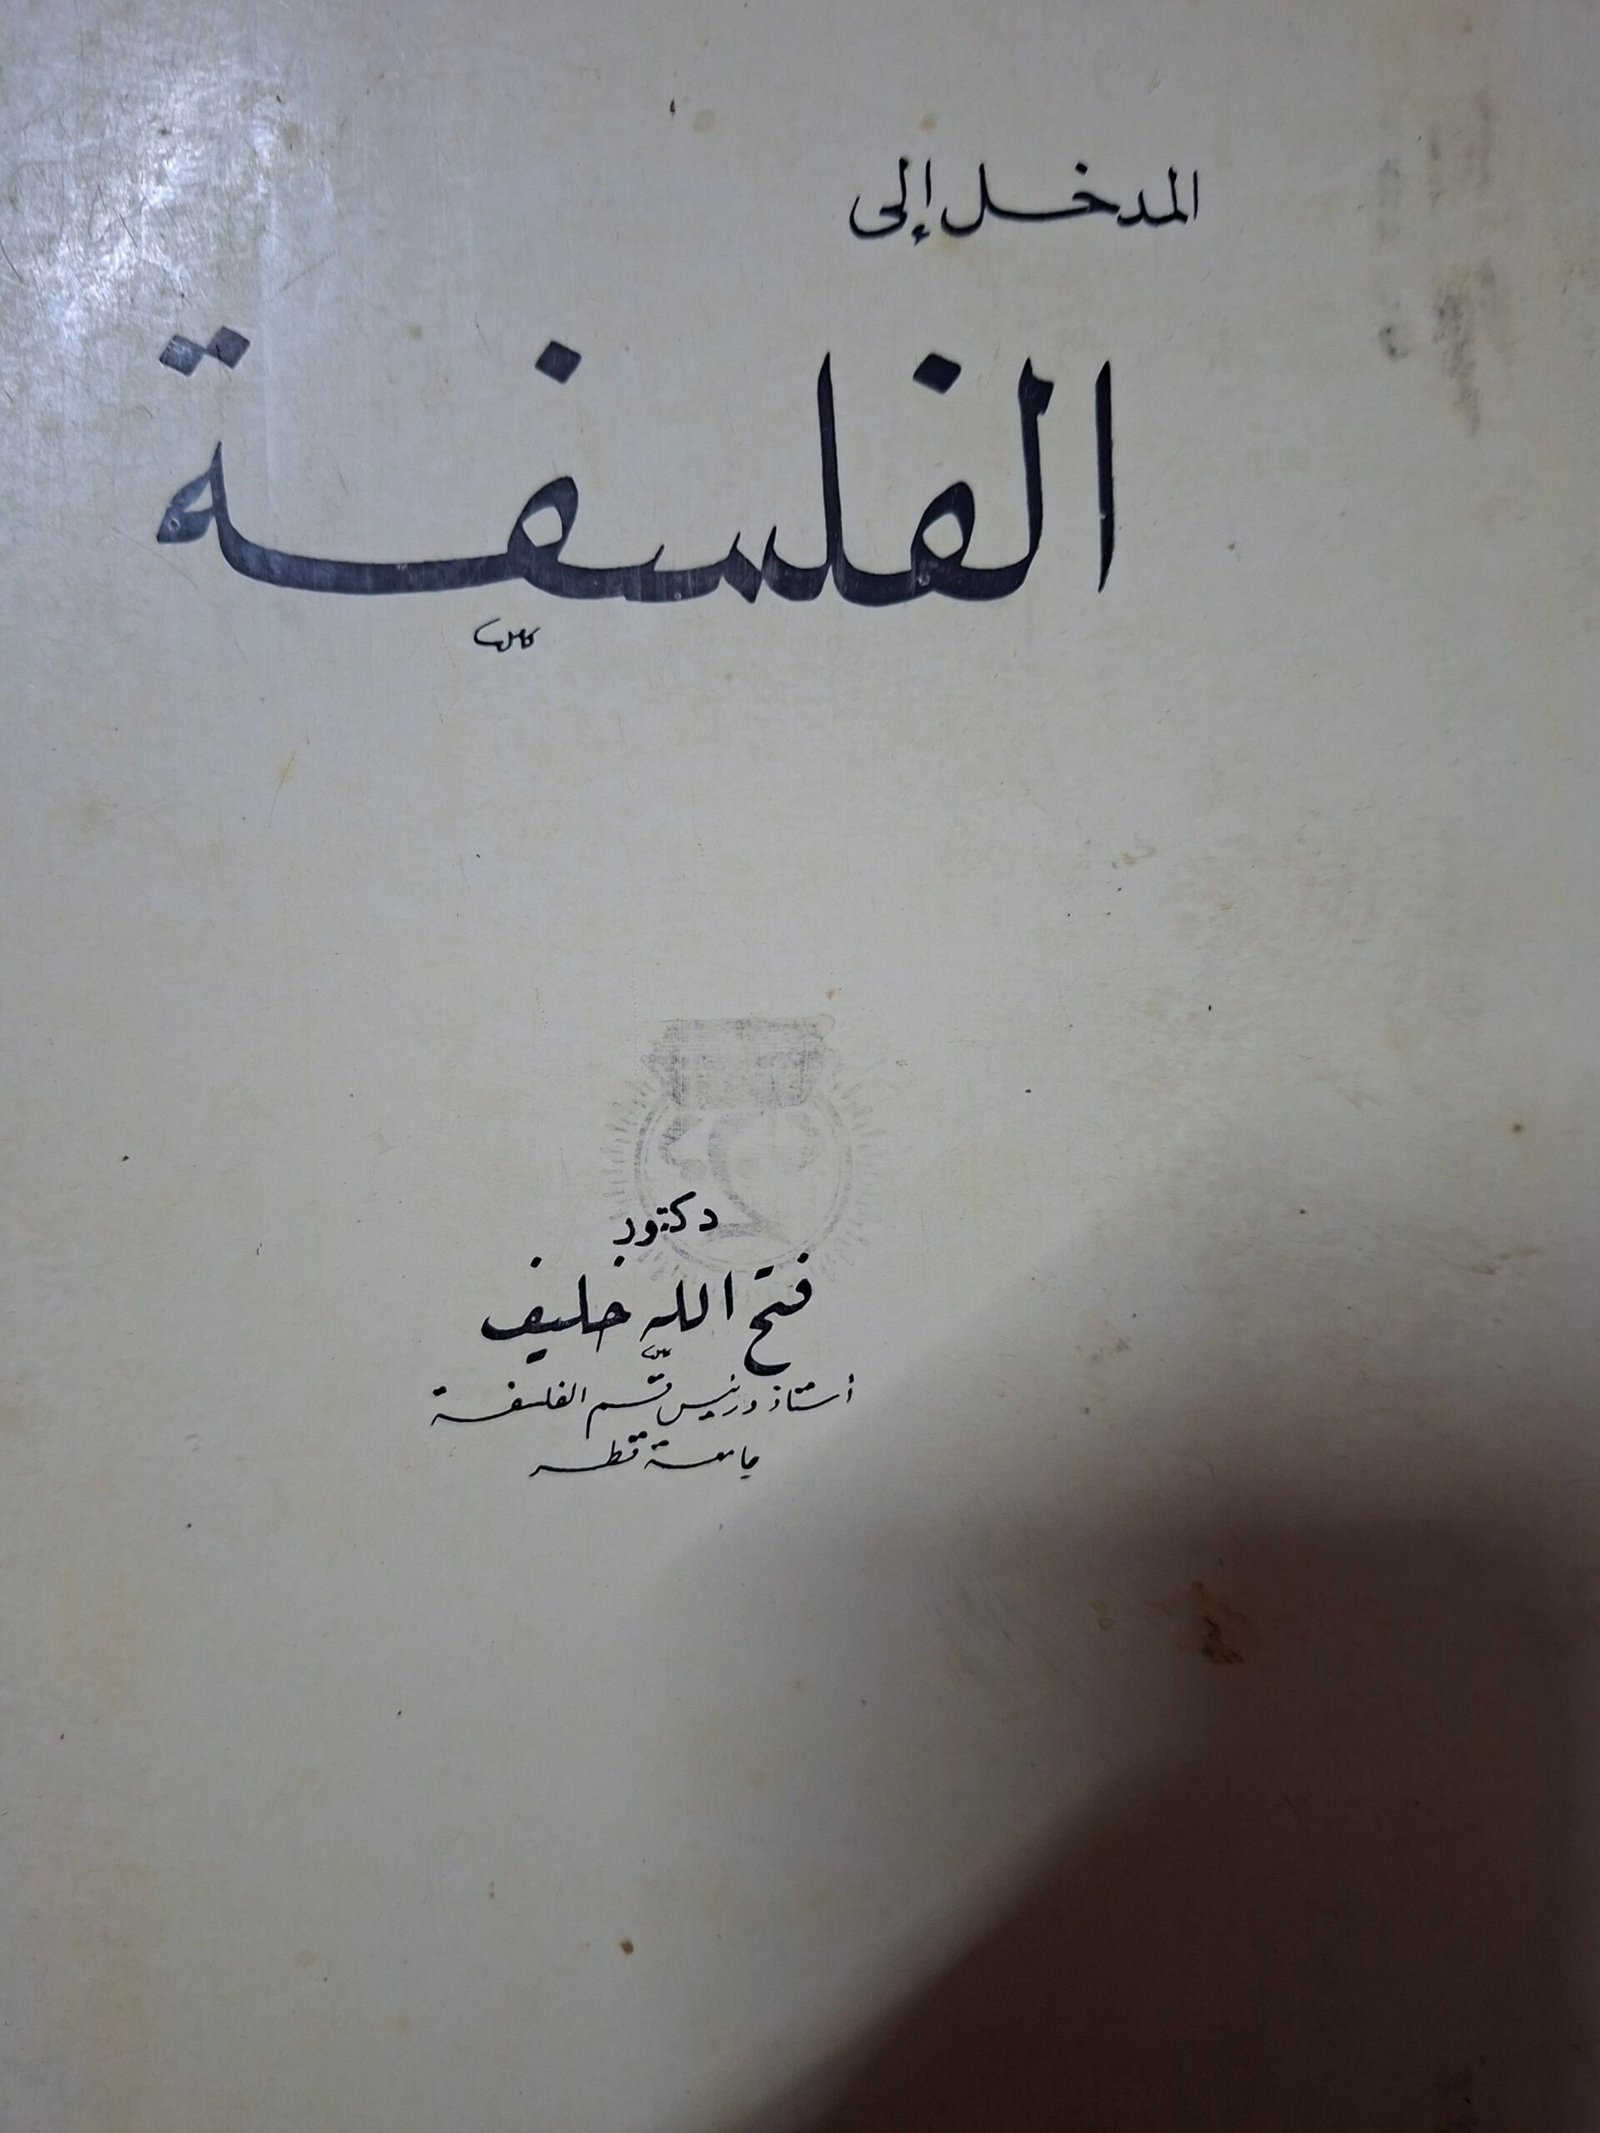 المدخل إلى
الفلسفة
دكتور
فتح الله خليف
أستاذ ورئيس قسم الفلسفة
جامعة قطر